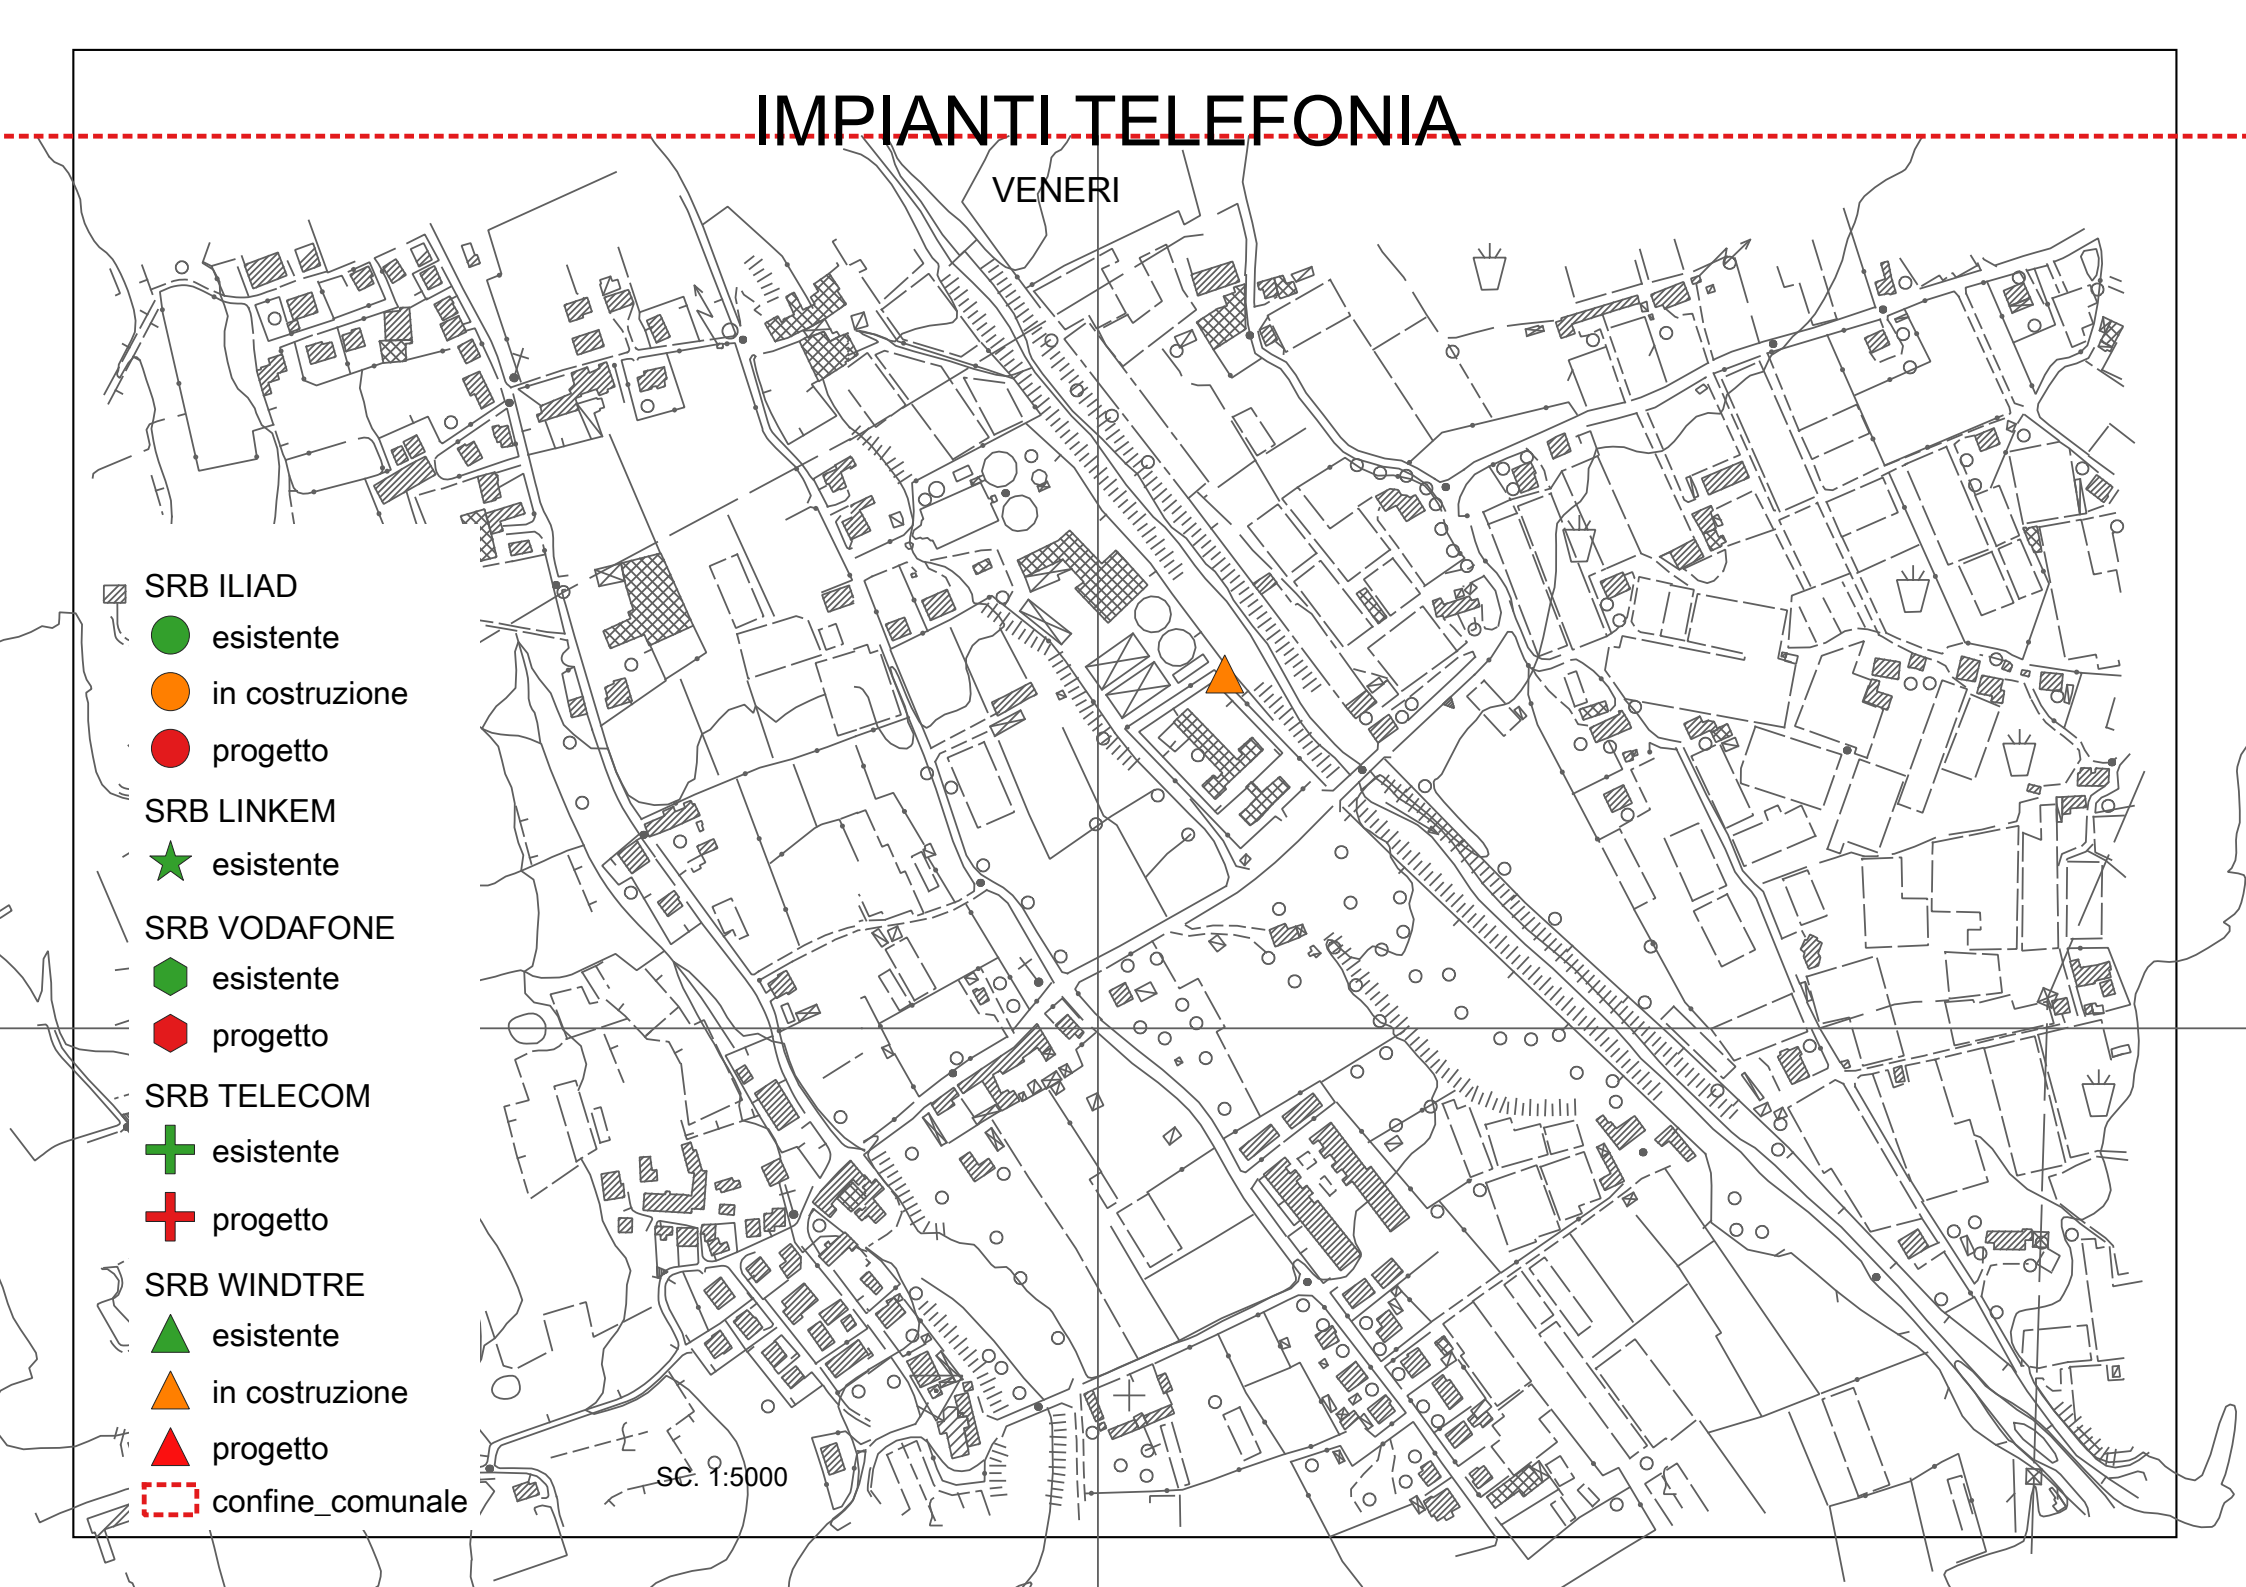 IMPIANTI TELEFONIA
VENERI
SRB ILIAD
esistente
in costruzione
progetto
SRB LINKEM
esistente
SRB VODAFONE
esistente
progetto
SRB TELECOM
esistente
progetto
SRB WINDTRE
esistente
in costruzione
progetto
confine_comunale
SC. 1:5000